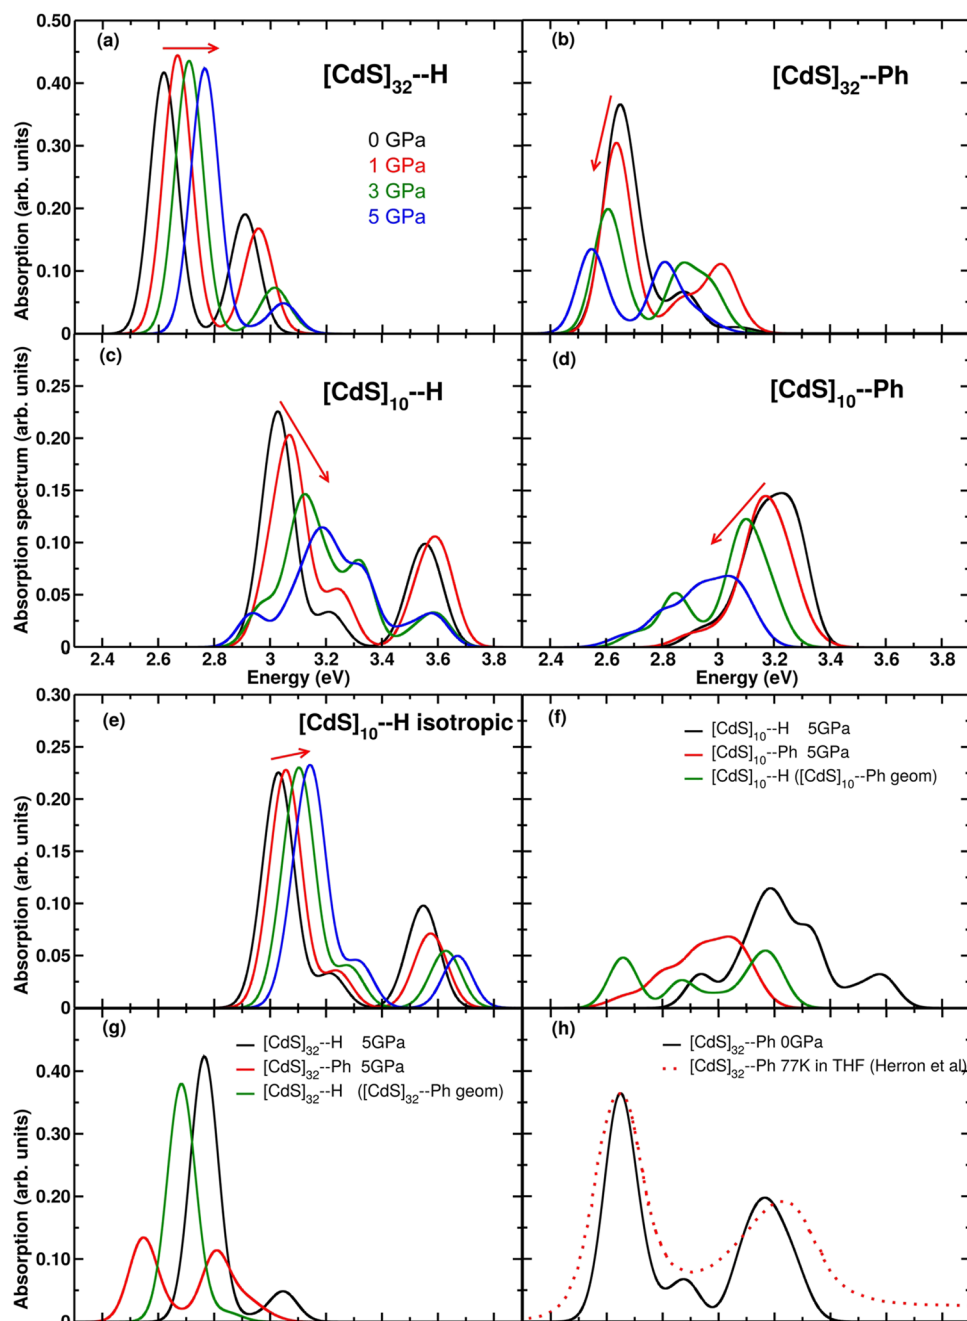 (a)
[CdS]32--H
0 GPa
1 GPa
3 GPa
5 GPa
0.50
0.40
0.30
0.20
0.10
0
Absorption (arb. units)
(b)
[CdS]32--Ph
(c)
[CdS]10--H
0.25
0.20
0.15
0.10
0.05
0
Absorption spectrum (arb. units)
2.4 2.6 2.8 3 3.2 3.4 3.6 3.8
Energy (eV)
(d)
[CdS]10--Ph
2.4 2.6 2.8 3 3.2 3.4 3.6 3.8
Energy (eV)
(e)
[CdS]10--H isotropic
0.30
0.25
0.20
0.15
0.10
0.05
0
Absorption (arb. units)
(f)
[CdS]10--H 5GPa
[CdS]10--Ph 5GPa
[CdS]10--H ([CdS]10--Ph geom)
(g)
[CdS]32--H 5GPa
[CdS]32--Ph 5GPa
[CdS]32--H ([CdS]32--Ph geom)
0.40
0.30
0.20
0.10
Absorption (arb. units)
(h)
[CdS]32--Ph 0GPa
[CdS]32--Ph 77K in THF (Herron et al)